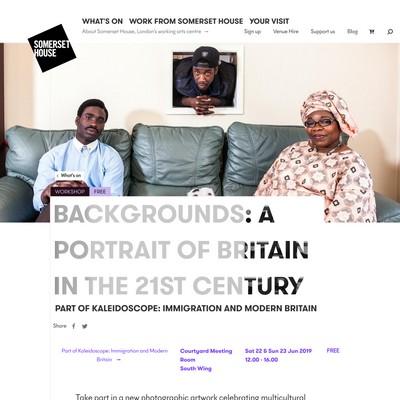 WHAT'S ON WORK FROM SOMERSET HOUSE YOUR VISIT
About Somerset House, London's working arts centre →
Sign up Venue Hire Support us Blog
SOMERSET
HOUSE
‹ What's on
WORKSHOP FREE
BACKGROUNDS: A
PORTRAIT OF BRITAIN
IN THE 21ST CENTURY
PART OF KALEIDOSCOPE: IMMIGRATION AND MODERN BRITAIN
Share
Part of Kaleidoscope: Immigration and Modern
Britain →
Courtyard Meeting
Room
South Wing
Sat 22 & Sun 23 Jun 2019
12.00 - 16.00
FREE
Take part in a new photographic artwork celebrating multicultural